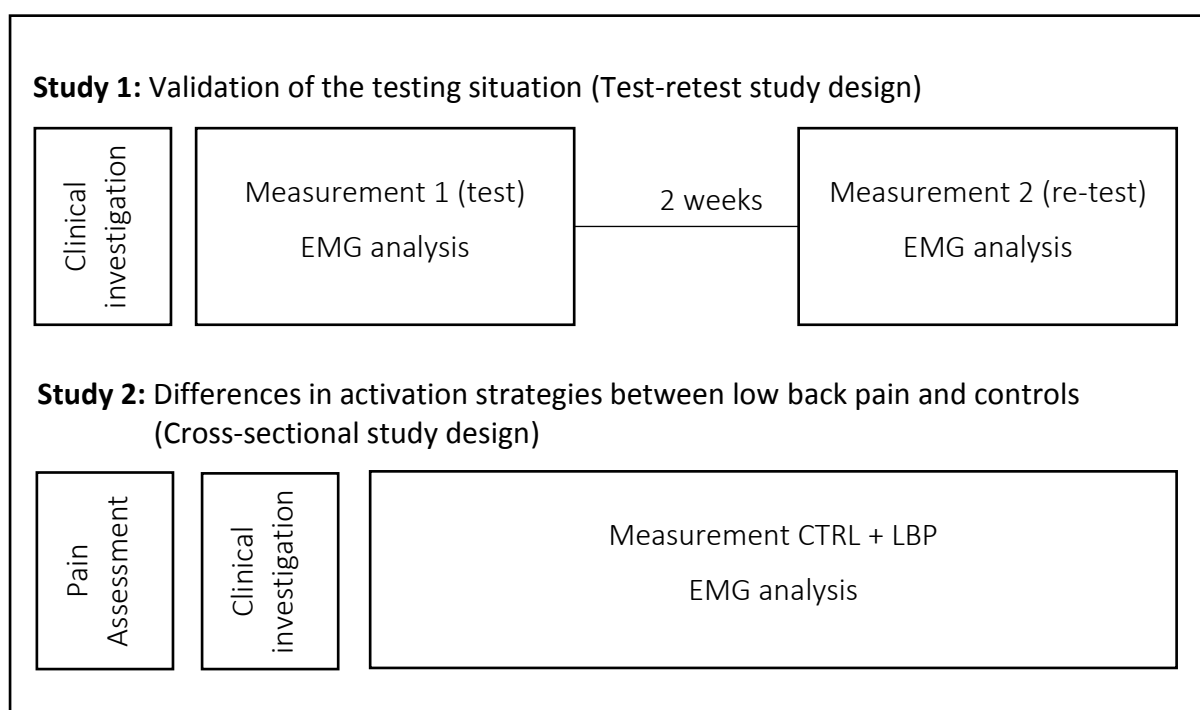 Study 1: Validation of the testing situation (Test-retest study design)
Clinical
investigation
Measurement 1 (test)
EMG analysis
2 weeks
Measurement 2 (re-test)
EMG analysis
Study 2: Differences in activation strategies between low back pain and controls
(Cross-sectional study design)
Pain
Assessment
Clinical
investigation
Measurement CTRL + LBP
EMG analysis